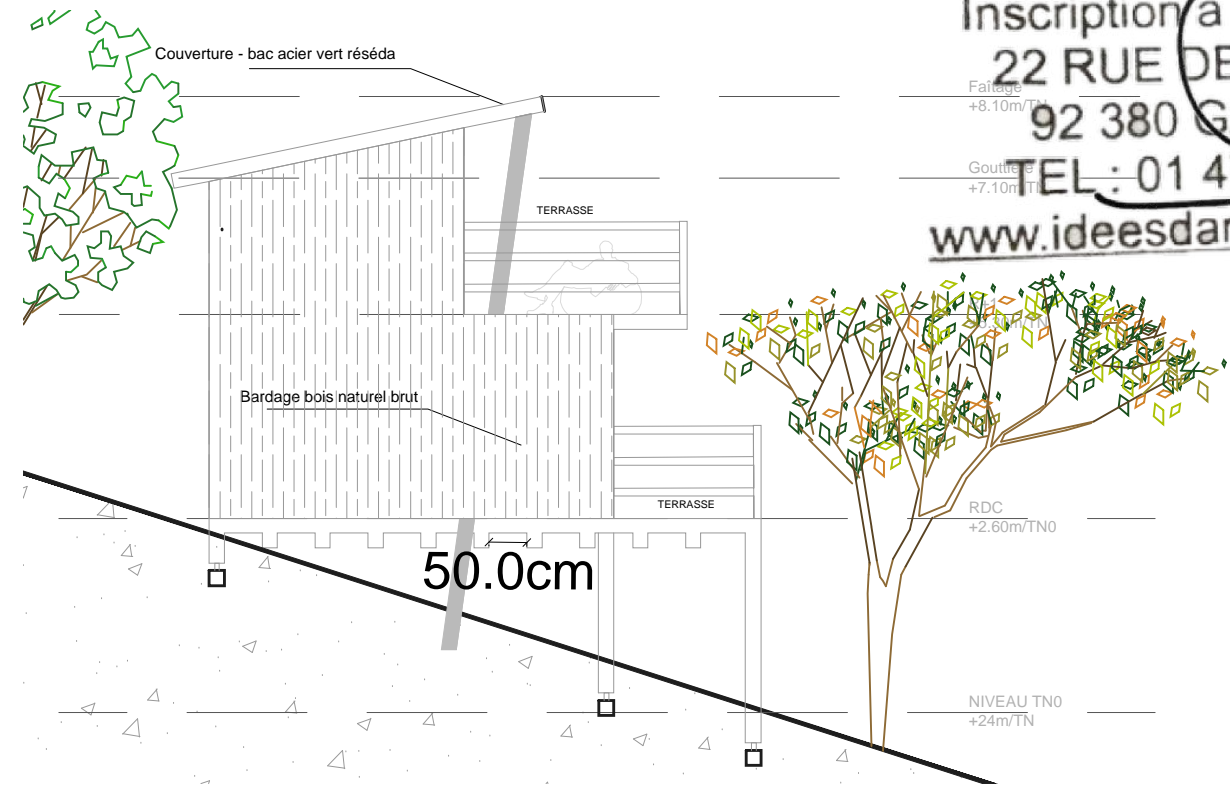 Inscription à
Couverture - bac acier vert réséda
22 RUE DE
Faîtage
+8.10m/TN
92 380 G
Gouttière
+7.10m/TN
TEL : 01 4
TERRASSE
www.ideesdar
Bardage bois naturel brut
TERRASSE
RDC
+2.60m/TN0
50.0cm
NIVEAU TN0
+24m/TN